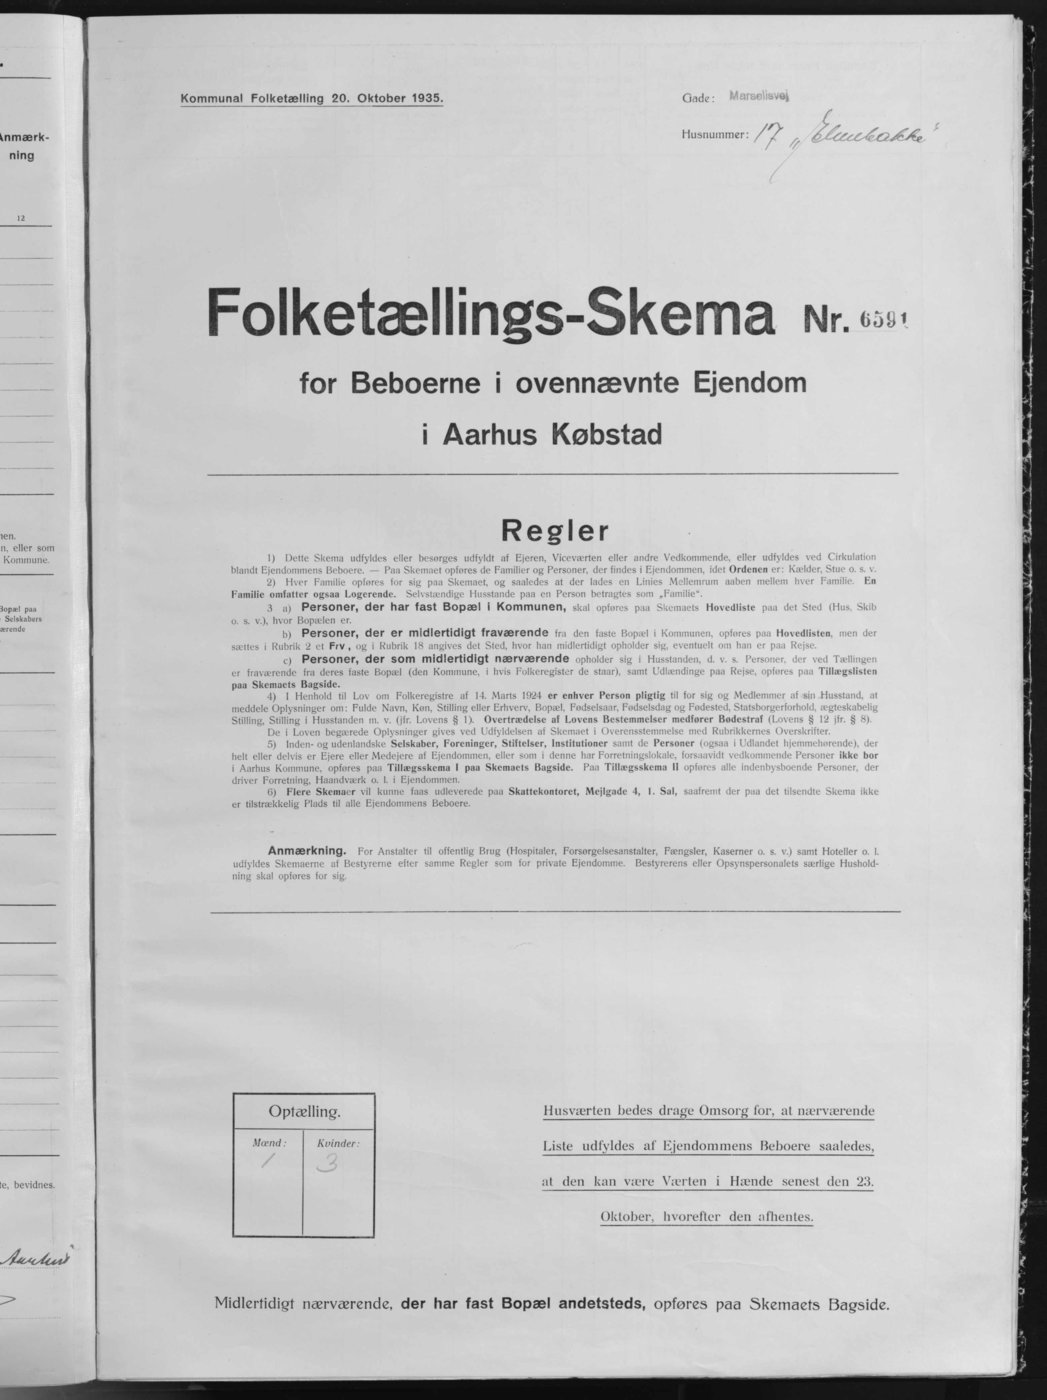 Anmærk-
ning
12
n, eller som
Kommune.
Bopæl paa
Selskabers
ærende
te, bevidnes.
Kommunal Folketælling 20. Oktober 1935.
Gade: Marselisvej
Husnummer: 17 „Elmebakke"
Folketællings-Skema Nr. 6591
for Beboerne i ovennævnte Ejendom
i Aarhus Købstad
Regler
1) Dette Skema udfyldes eller besørges udfyldt af Ejeren, Viceværten eller andre Vedkommende, eller udfyldes ved Cirkulation
blandt Ejendommens Beboere. — Paa Skemaet opføres de Familier og Personer, der findes i Ejendommen, idet Ordenen er: Kælder, Stue o. s. v.
2) Hver Familie opføres for sig paa Skemaet, og saaledes at der lades en Linies Mellemrum aaben mellem hver Familie. En
Familie omfatter ogsaa Logerende. Selvstændige Husstande paa en Person betragtes som „Familie".
3 a) Personer, der har fast Bopæl i Kommunen, skal opføres paa Skemaets Hovedliste paa det Sted (Hus, Skib
o. s. v.), hvor Bopælen er.
b) Personer, der er midlertidigt fraværende fra den faste Bopæl i Kommunen, opføres paa Hovedlisten, men der
sættes i Rubrik 2 et Frv., og i Rubrik 18 angives det Sted, hvor han midlertidigt opholder sig, eventuelt om han er paa Rejse.
c) Personer, der som midlertidigt nærværende opholder sig i Husstanden, d. v. s. Personer, der ved Tællingen
er fraværende fra deres faste Bopæl (den Kommune, i hvis Folkeregister de staar), samt Udlændinge paa Rejse, opføres paa Tillægslisten
paa Skemaets Bagside.
4) I Henhold til Lov om Folkeregistre af 14. Marts 1924 er enhver Person pligtig til for sig og Medlemmer af sin Husstand, at
meddele Oplysninger om: Fulde Navn, Køn, Stilling eller Erhverv, Bopæl, Fødselsaar, Fødselsdag og Fødested, Statsborgerforhold, ægteskabelig
Stilling, Stilling i Husstanden m. v. (jfr. Lovens § 1). Overtrædelse af Lovens Bestemmelser medfører Bødestraf (Lovens § 12 jfr. § 8).
De i Loven begærede Oplysninger gives ved Udfyldelsen af Skemaet i Overensstemmelse med Rubrikkernes Overskrifter.
5) Inden- og udenlandske Selskaber, Foreninger, Stiftelser, Institutioner samt de Personer (ogsaa i Udlandet hjemmehørende), der
helt eller delvis er Ejere eller Medejere af Ejendommen, eller som i denne har Forretningslokale, forsaavidt vedkommende Personer ikke bor
i Aarhus Kommune, opføres paa Tillægsskema I paa Skemaets Bagside. Paa Tillægsskema II opføres alle indenbysboende Personer, der
driver Forretning, Haandværk o. l. i Ejendommen.
6) Flere Skemaer vil kunne faas udleverede paa Skattekontoret, Mejlgade 4, 1. Sal, saafremt der paa det tilsendte Skema ikke
er tilstrækkelig Plads til alle Ejendommens Beboere.
Anmærkning. For Anstalter til offentlig Brug (Hospitaler, Forsørgelsesanstalter, Fængsler, Kaserner o. s. v.) samt Hoteller o. l.
udfyldes Skemaerne af Bestyrerne efter samme Regler som for private Ejendomme. Bestyrerens eller Opsynspersonalets særlige Hushold-
ning skal opføres for sig.
Optælling.
Mænd: Kvinder:
1 3
Husværten bedes drage Omsorg for, at nærværende
Liste udfyldes af Ejendommens Beboere saaledes,
at den kan være Værten i Hænde senest den 23.
Oktober, hvorefter den afhentes.
Aarhus
Midlertidigt nærværende, der har fast Bopæl andetsteds, opføres paa Skemaets Bagside.